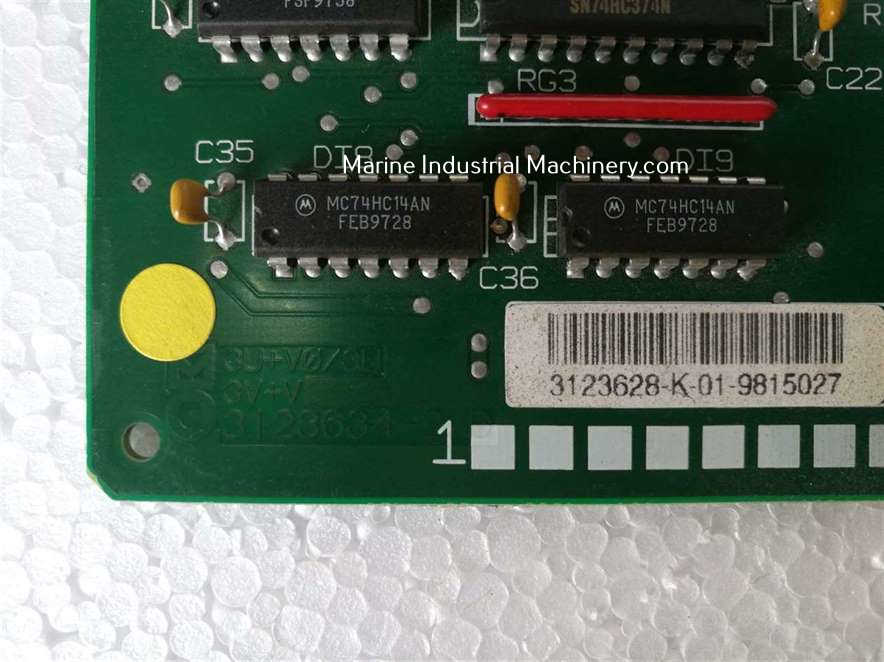 SN74HC374N
RG3
C22
C35
DI8
DI9
Marine Industrial Machinery.com
MC74HC14AN
FEB9728
MC74HC14AN
FEB9728
C36
3123628-K-01-9815027
3V+V
1